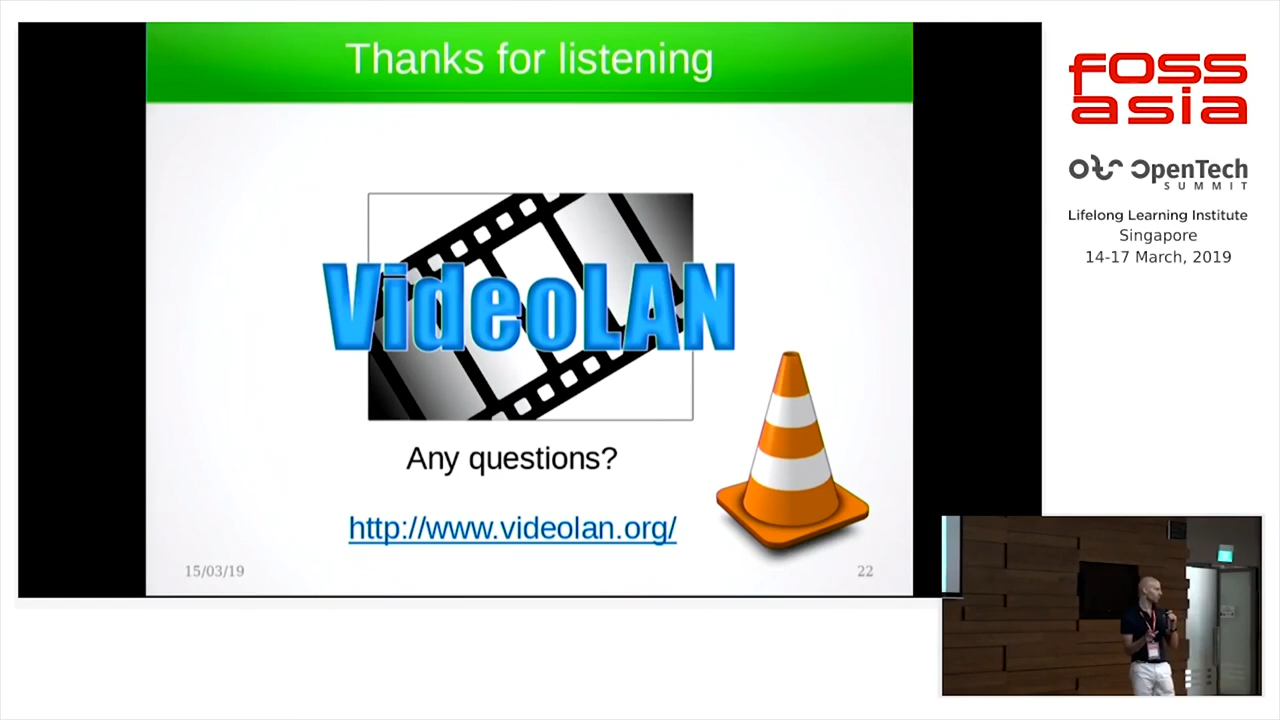 Thanks for listening
VideoLAN
Any questions?
http://www.videolan.org/
15/03/19
22
FOSS
asia
OpenTech
SUMMIT
Lifelong Learning Institute
Singapore
14-17 March, 2019